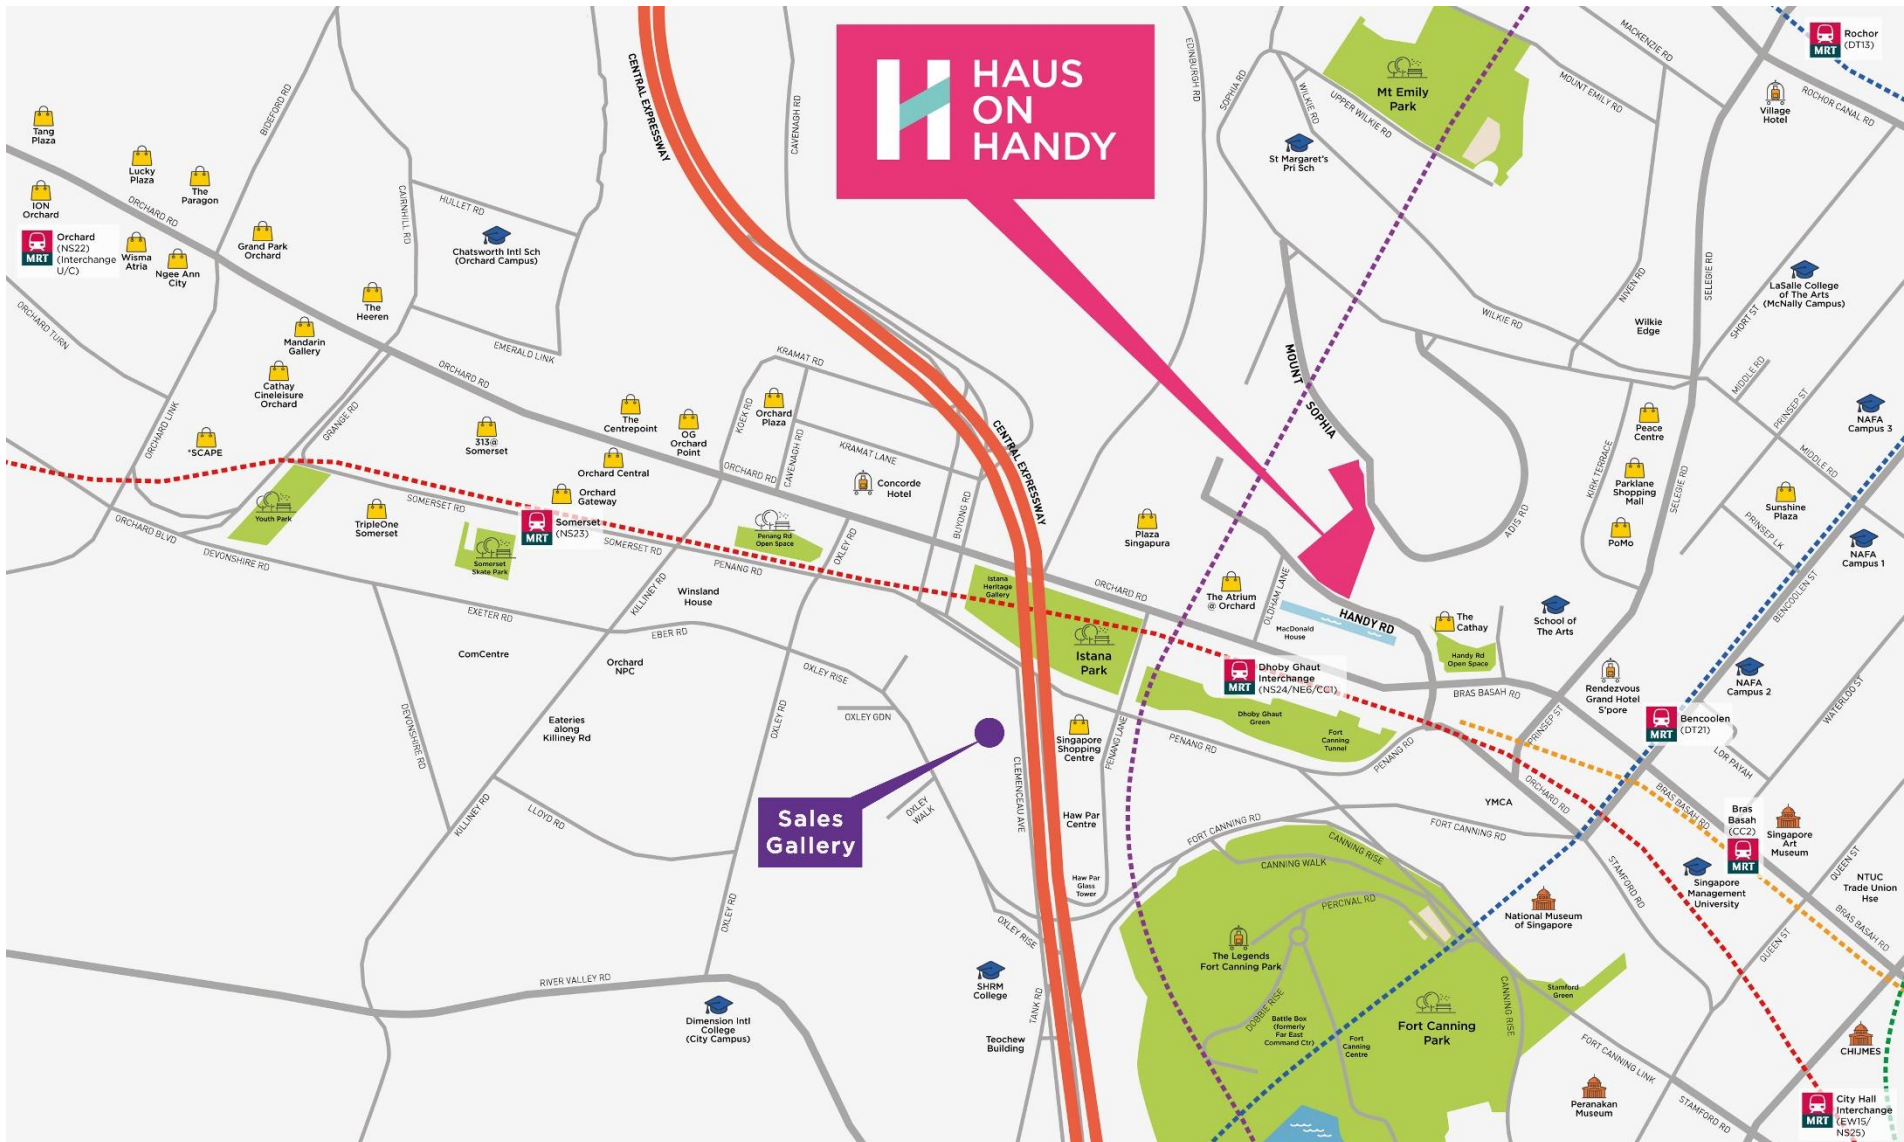 HAUS
ON
HANDY
Sales
Gallery
CENTRAL EXPRESSWAY
CENTRAL EXPRESSWAY
MOUNT SOPHIA
HANDY RD
Tang
Plaza
Lucky
Plaza
The
Paragon
ION
Orchard
MRT
Orchard
(NS22)
(Interchange
U/C)
Wisma
Atria
Ngee Ann
City
Grand Park
Orchard
The
Heeren
Mandarin
Gallery
Cathay
Cineleisure
Orchard
*SCAPE
Youth Park
TripleOne
Somerset
313@
Somerset
Somerset
Skate Park
MRT
Somerset
(NS23)
Orchard
Gateway
Orchard Central
The
Centrepoint
OG
Orchard
Point
Orchard
Plaza
Concorde
Hotel
Penang Rd
Open Space
Chatsworth Intl Sch
(Orchard Campus)
Winsland
House
ComCentre
Orchard
NPC
Eateries
along
Killiney Rd
Dimension Intl
College
(City Campus)
SHRM
College
Teochew
Building
Istana
Heritage
Gallery
Istana
Park
Singapore
Shopping
Centre
Haw Par
Centre
Haw Par
Glass
Tower
Plaza
Singapura
The Atrium
@ Orchard
MacDonald
House
MRT
Dhoby Ghaut
Interchange
(NS24/NE6/CC1)
Dhoby Ghaut
Green
Fort
Canning
Tunnel
The
Cathay
Handy Rd
Open Space
School of
The Arts
Rendezvous
Grand Hotel
S'pore
MRT
Bencoolen
(DT21)
NAFA
Campus 2
NAFA
Campus 1
NAFA
Campus 3
Sunshine
Plaza
Peace
Centre
Parklane
Shopping
Mall
PoMo
Wilkie
Edge
LaSalle College
of The Arts
(McNally Campus)
Village
Hotel
MRT
Rochor
(DT13)
Mt Emily
Park
St Margaret's
Pri Sch
YMCA
Bras
Basah
(CC2)
MRT
Singapore
Art
Museum
Singapore
Management
University
NTUC
Trade Union
Hse
National Museum
of Singapore
The Legends
Fort Canning Park
Battle Box
(formerly
Far East
Command Ctr)
Fort
Canning
Centre
Fort Canning
Park
Stamford
Green
Peranakan
Museum
CHIJMES
MRT
City Hall
Interchange
(EW15/
NS25)
ORCHARD RD
BIDEFORD RD
CAIRNHILL RD
HULLET RD
EMERALD LINK
ORCHARD TURN
ORCHARD LINK
GRANGE RD
ORCHARD RD
ORCHARD BLVD
DEVONSHIRE RD
SOMERSET RD
SOMERSET RD
EXETER RD
KILLINEY RD
EBER RD
PENANG RD
OXLEY RD
KOEK RD
CAVENAGH RD
ORCHARD RD
KRAMAT RD
KRAMAT LANE
BUYONG RD
CAVENAGH RD
EDINBURGH RD
OXLEY RISE
OXLEY GDN
OXLEY RD
OXLEY
WALK
DEVONSHIRE RD
KILLINEY RD
LLOYD RD
OXLEY RD
OXLEY RISE
RIVER VALLEY RD
CLEMENCEAU AVE
TANK RD
PENANG LANE
PENANG RD
PENANG RD
ORCHARD RD
OLDHAM LANE
SOPHIA RD
WILKIE RD
UPPER WILKIE RD
MOUNT EMILY RD
MACKENZIE RD
ROCHOR CANAL RD
NIVEN RD
SELEGIE RD
SHORT ST
WILKIE RD
MIDDLE RD
PRINSEP ST
MIDDLE RD
KIRK TERRACE
SELEGIE RD
ADIS RD
PRINSEP LK
BENCOOLEN ST
WATERLOO ST
BRAS BASAH RD
PRINSEP ST
LOR PAYAH
ORCHARD RD
BRAS BASAH RD
QUEEN ST
BRAS BASAH RD
QUEEN ST
STAMFORD RD
FORT CANNING RD
FORT CANNING RD
CANNING RISE
CANNING WALK
PERCIVAL RD
DOBBIE RISE
CANNING RISE
FORT CANNING LINK
STAMFORD RD